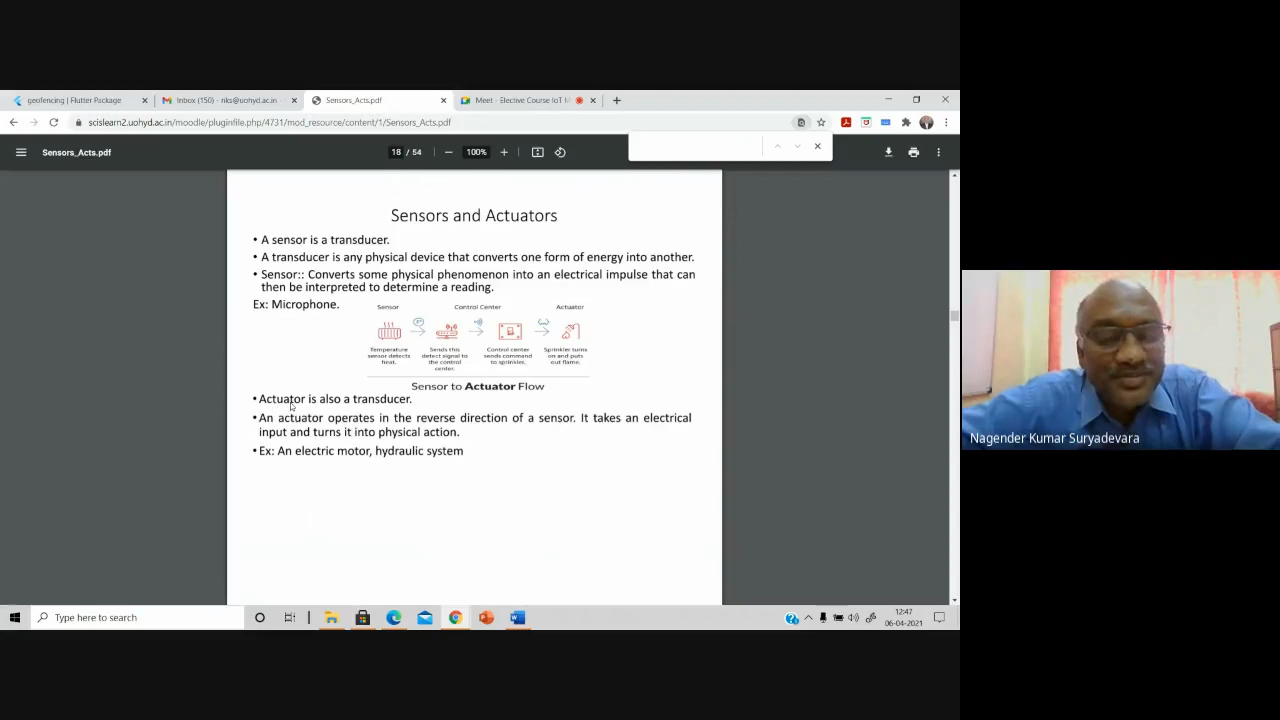 geofencing | Flutter Package
Inbox (150) - nks@uohyd.ac.in
Sensors_Acts.pdf
Meet - Elective Course IoT M
scislearn2.uohyd.ac.in/moodle/pluginfile.php/4731/mod_resource/content/1/Sensors_Acts.pdf
Sensors_Acts.pdf
18 / 54
100%
Sensors and Actuators
• A sensor is a transducer.
• A transducer is any physical device that converts one form of energy into another.
• Sensor:: Converts some physical phenomenon into an electrical impulse that can
then be interpreted to determine a reading.
Ex: Microphone.
Sensor Control Center Actuator
Temperature sensor detects heat.
Sends this detect signal to the control center.
Control center sends command to sprinkler.
Sprinkler turns on and puts out flame.
Sensor to Actuator Flow
• Actuator is also a transducer.
• An actuator operates in the reverse direction of a sensor. It takes an electrical
input and turns it into physical action.
• Ex: An electric motor, hydraulic system
Nagender Kumar Suryadevara
Type here to search
12:47
06-04-2021